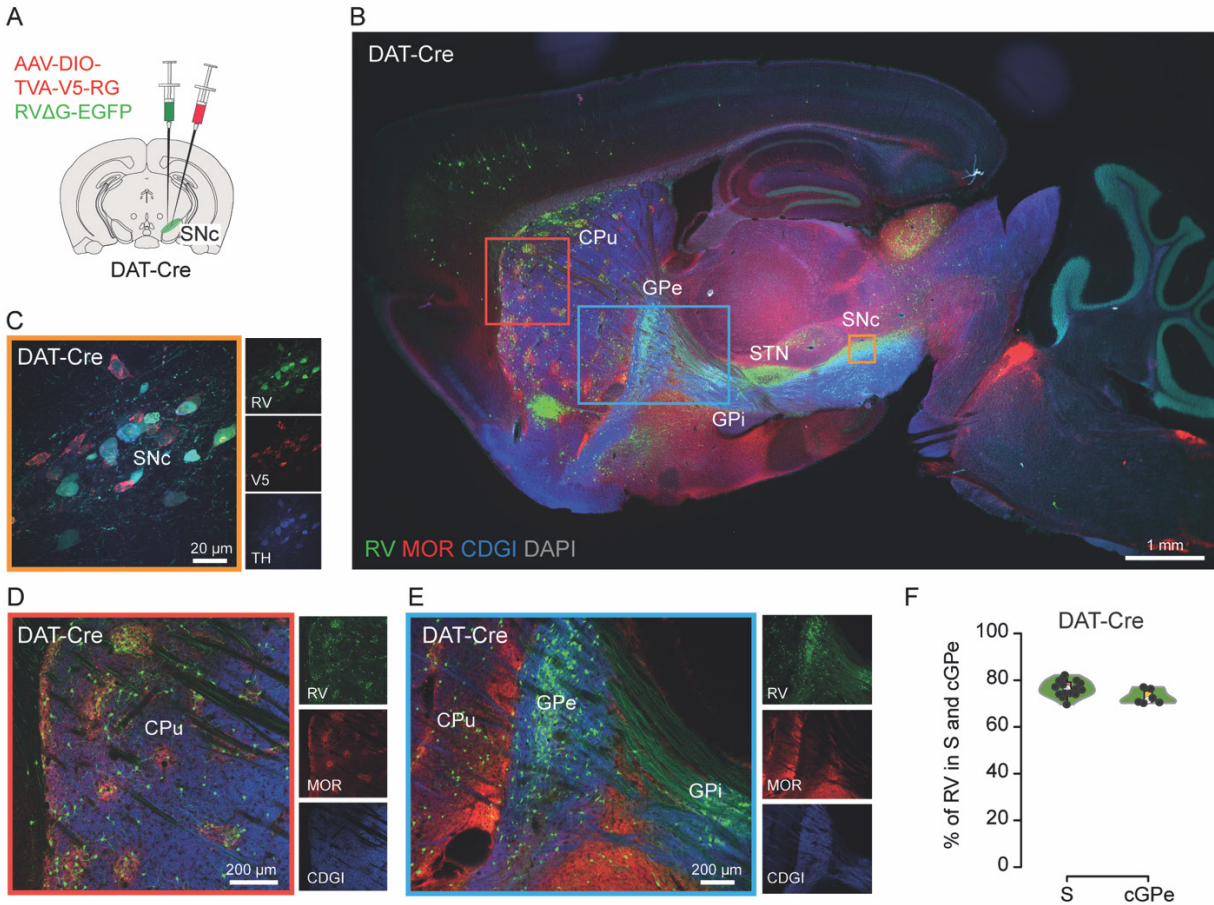 A
AAV-DIO-
TVA-V5-RG
RVΔG-EGFP
SNc
DAT-Cre
B
DAT-Cre
CPu
GPe
SNc
STN
GPi
RV MOR CDGI DAPI
1 mm
C
DAT-Cre
SNc
20 µm
RV
V5
TH
D
DAT-Cre
CPu
200 µm
RV
MOR
CDGI
E
DAT-Cre
CPu
GPe
GPi
200 µm
RV
MOR
CDGI
F
DAT-Cre
% of RV in S and cGPe
100
80
60
40
20
0
S
cGPe